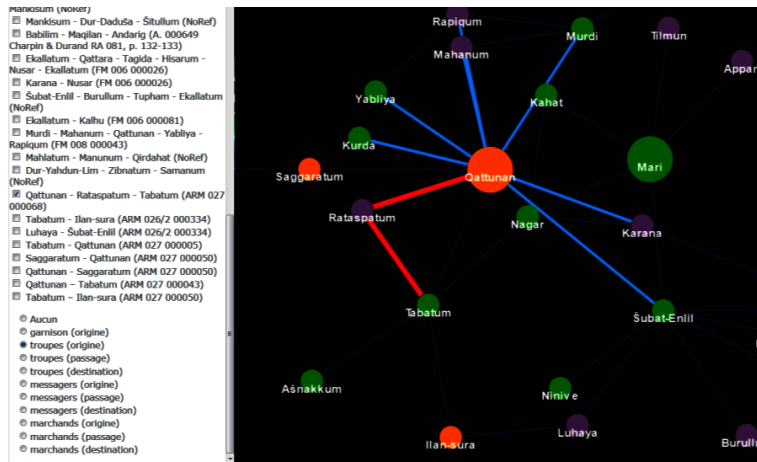 Mankisum (NoRef)
Mankisum - Dur-Daduša - Šitullum (NoRef)
Babilim - Maqilan - Andarig (A. 000649
Charpin & Durand RA 081, p. 132-133)
Ekallatum - Qattara - Tagida - Hisarum -
Nusar - Ekallatum (FM 006 000026)
Karana - Nusar (FM 006 000026)
Šubat-Enlil - Burullum - Tupham - Ekallatum
(NoRef)
Ekallatum - Kalhu (FM 006 000081)
Murdi - Mahanum - Qattunan - Yabliya -
Rapiqum (FM 008 000043)
Mahlatum - Manunum - Qirdahat (NoRef)
Dur-Yahdun-Lim - Zibnatum - Samanum
(NoRef)
Qattunan - Rataspatum - Tabatum (ARM 027
000068)
Tabatum - Ilan-sura (ARM 026/2 000334)
Luhaya - Šubat-Enlil (ARM 026/2 000334)
Tabatum - Qattunan (ARM 027 000005)
Saggaratum - Qattunan (ARM 027 000050)
Qattunan - Saggaratum (ARM 027 000050)
Qattunan – Tabatum (ARM 027 000043)
Tabatum – Ilan-sura (ARM 027 000050)
Aucun
garnison (origine)
troupes (origine)
troupes (passage)
troupes (destination)
messagers (origine)
messagers (passage)
messagers (destination)
marchands (origine)
marchands (passage)
marchands (destination)
Rapiqum
Murdi
Tilmun
Mahanum
Appar
Yabliya
Kahat
Kurda
Mari
Saggaratum
Qattunan
Rataspatum
Nagar
Karana
Tabatum
Šubat-Enlil
Ašnakkum
Ninive
Ilan-sura
Luhaya
Burullu